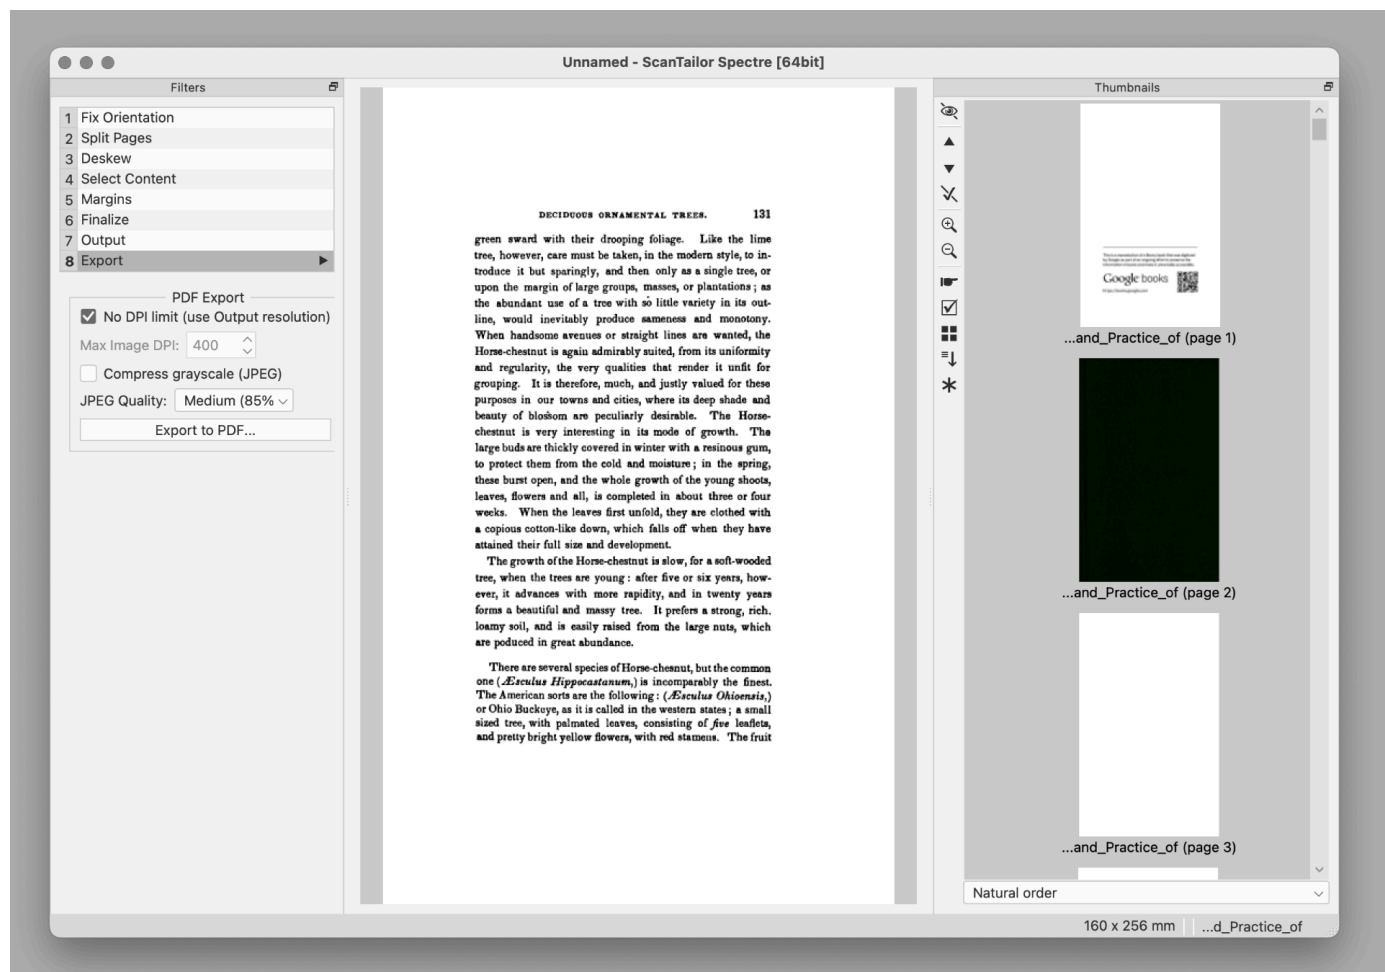 Unnamed - ScanTailor Spectre [64bit]
Filters
1 Fix Orientation
2 Split Pages
3 Deskew
4 Select Content
5 Margins
6 Finalize
7 Output
8 Export
PDF Export
No DPI limit (use Output resolution)
Max Image DPI: 400
Compress grayscale (JPEG)
JPEG Quality: Medium (85%
Export to PDF...
DECIDUOUS ORNAMENTAL TREES. 131
green sward with their drooping foliage. Like the lime
tree, however, care must be taken, in the modern style, to in-
troduce it but sparingly, and then only as a single tree, or
upon the margin of large groups, masses, or plantations ; as
the abundant use of a tree with so little variety in its out-
line, would inevitably produce sameness and monotony.
When handsome avenues or straight lines are wanted, the
Horse-chestnut is again admirably suited, from its uniformity
and regularity, the very qualities that render it unfit for
grouping. It is therefore, much, and justly valued for these
purposes in our towns and cities, where its deep shade and
beauty of blossom are peculiarly desirable. The Horse-
chestnut is very interesting in its mode of growth. The
large buds are thickly covered in winter with a resinous gum,
to protect them from the cold and moisture ; in the spring,
these burst open, and the whole growth of the young shoots,
leaves, flowers and all, is completed in about three or four
weeks. When the leaves first unfold, they are clothed with
a copious cotton-like down, which falls off when they have
attained their full size and development.
The growth of the Horse-chestnut is slow, for a soft-wooded
tree, when the trees are young : after five or six years, how-
ever, it advances with more rapidity, and in twenty years
forms a beautiful and massy tree. It prefers a strong, rich,
loamy soil, and is easily raised from the large nuts, which
are poduced in great abundance.
There are several species of Horse-chesnut, but the common
one (Æsculus Hippocastanum,) is incomparably the finest.
The American sorts are the following : (Æsculus Ohioensis,)
or Ohio Buckeye, as it is called in the western states ; a small
sized tree, with palmated leaves, consisting of five leaflets,
and pretty bright yellow flowers, with red stamens. The fruit
Thumbnails
Google books
...and_Practice_of (page 1)
...and_Practice_of (page 2)
...and_Practice_of (page 3)
Natural order
160 x 256 mm
...d_Practice_of